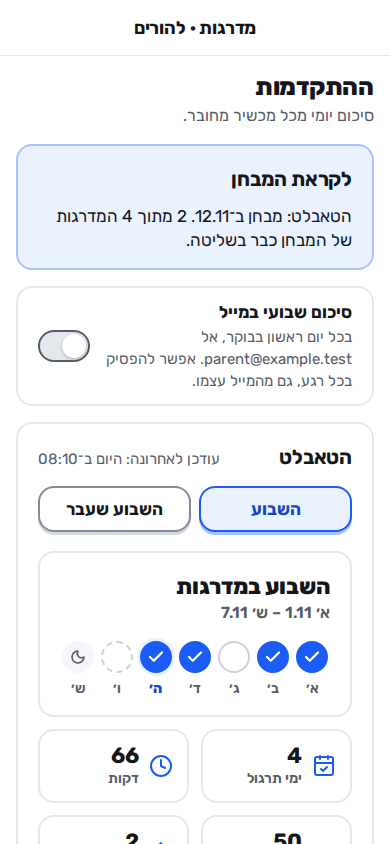 מדרגות • להורים
ההתקדמות
סיכום יומי מכל מכשיר מחובר.
לקראת המבחן
הטאבלט: מבחן ב־12.11. 2 מתוך 4 המדרגות
של המבחן כבר בשליטה.
סיכום שבועי במייל
בכל יום ראשון בבוקר, אל
parent@example.test. אפשר להפסיק
בכל רגע, גם מהמייל עצמו.
הטאבלט
עודכן לאחרונה: היום ב־08:10
השבוע
השבוע שעבר
השבוע במדרגות
א׳ 1.11 – ש׳ 7.11
א׳ ב׳ ג׳ ד׳ ה׳ ו׳ ש׳
4
ימי תרגול
66
דקות
50
2